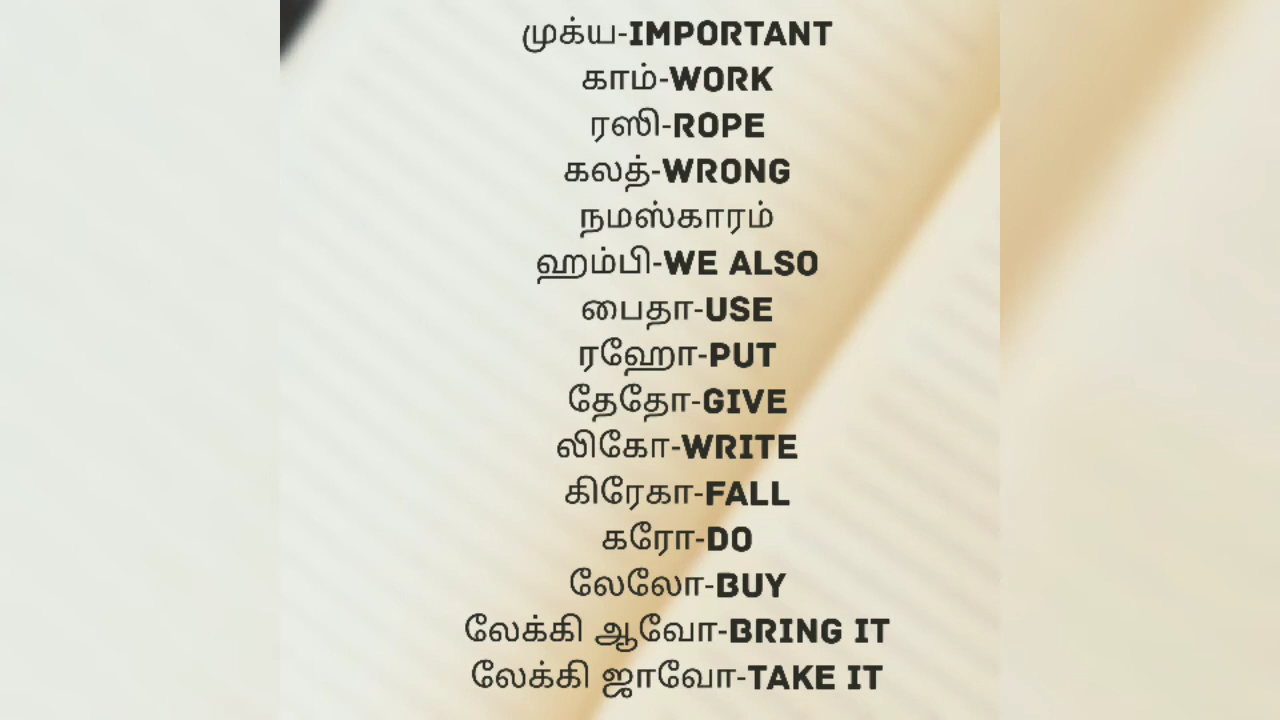 முக்ய-IMPORTANT
காம்-WORK
ரஸி-ROPE
கலத்-WRONG
நமஸ்காரம்
ஹம்பி-WE ALSO
பைதா-USE
ரஹோ-PUT
தேதோ-GIVE
லிகோ-WRITE
கிரேகா-FALL
கரோ-DO
லேலோ-BUY
லேக்கி ஆவோ-BRING IT
லேக்கி ஜாவோ-TAKE IT